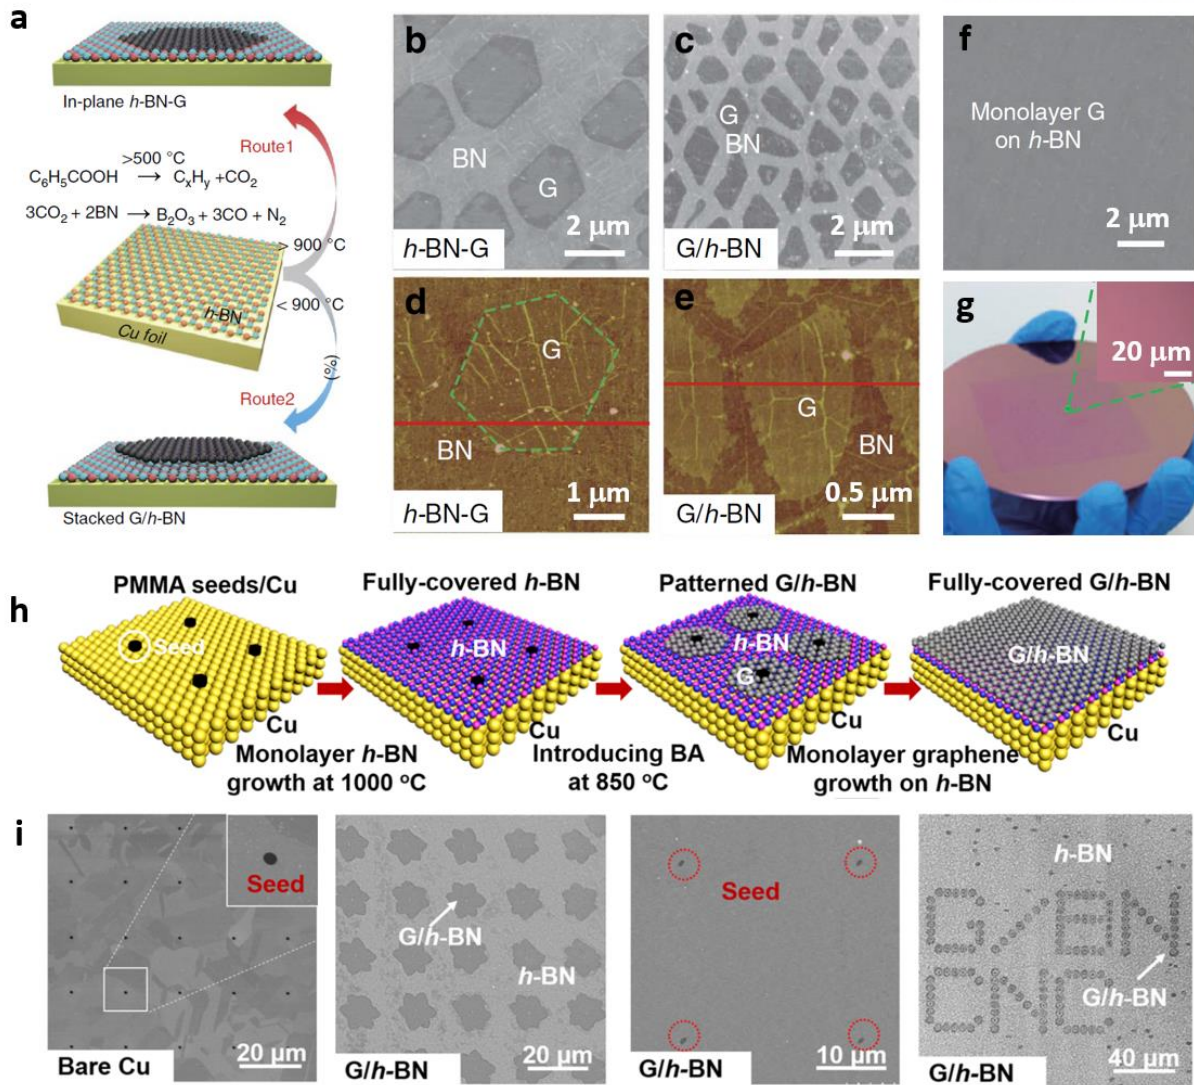 a
In-plane h-BN-G
Route1
>500 °C
C₆H₅COOH → CₓHᵧ +CO₂
3CO₂ + 2BN → B₂O₃ + 3CO + N₂
> 900 °C
h-BN
< 900 °C
Cu foil
(%)
Route2
Stacked G/h-BN
b
BN
G
2 μm
h-BN-G
c
G
BN
2 μm
G/h-BN
f
Monolayer G
on h-BN
2 μm
d
G
BN
1 μm
h-BN-G
e
G
BN
0.5 μm
G/h-BN
g
20 μm
h
PMMA seeds/Cu
Fully-covered h-BN
Patterned G/h-BN
Fully-covered G/h-BN
Seed
h-BN
h-BN
G
G/h-BN
Cu
Cu
Cu
Cu
Monolayer h-BN
growth at 1000 °C
Introducing BA
at 850 °C
Monolayer graphene
growth on h-BN
i
Seed
Bare Cu
20 μm
G/h-BN
h-BN
G/h-BN
20 μm
Seed
G/h-BN
10 μm
h-BN
G/BN
CNC
G/h-BN
G/h-BN
40 μm